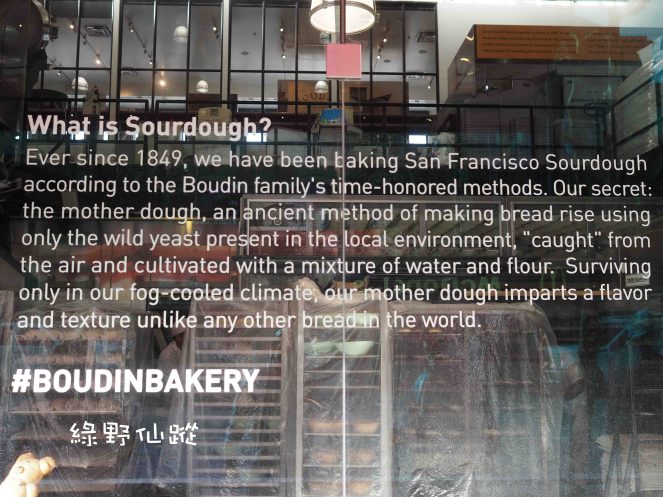 What is Sourdough?
Ever since 1849, we have been baking San Francisco Sourdough
according to the Boudin family's time-honored methods. Our secret:
the mother dough, an ancient method of making bread rise using
only the wild yeast present in the local environment, "caught" from
the air and cultivated with a mixture of water and flour. Surviving
only in our fog-cooled climate, our mother dough imparts a flavor
and texture unlike any other bread in the world.
#BOUDINBAKERY
綠野仙蹤